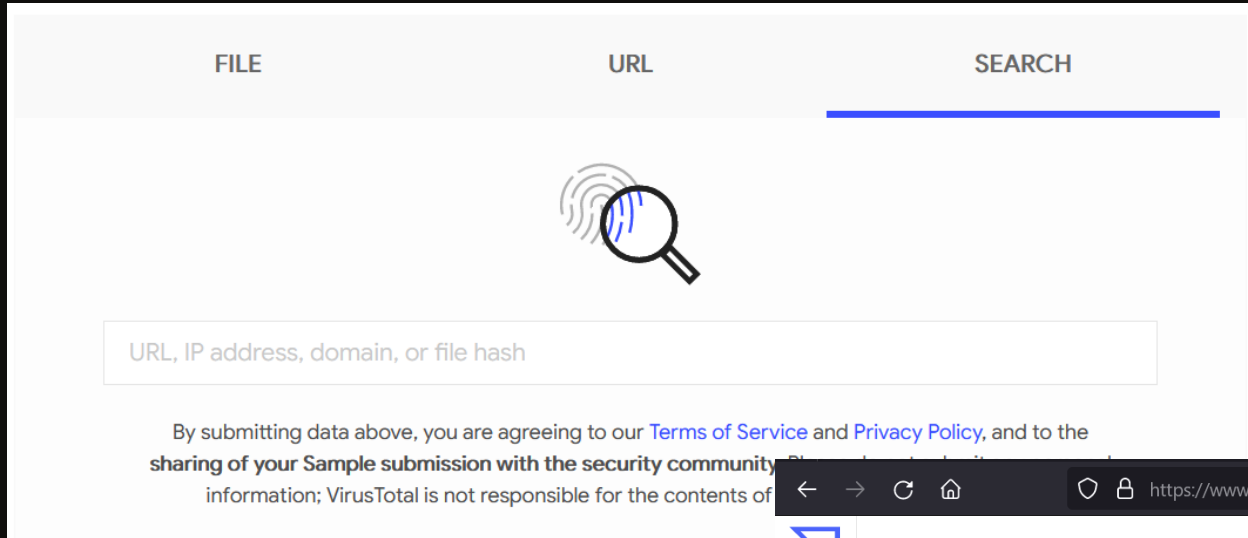 FILE URL SEARCH
URL, IP address, domain, or file hash
By submitting data above, you are agreeing to our Terms of Service and Privacy Policy, and to the
sharing of your Sample submission with the security community.
information; VirusTotal is not responsible for the contents of
https://www